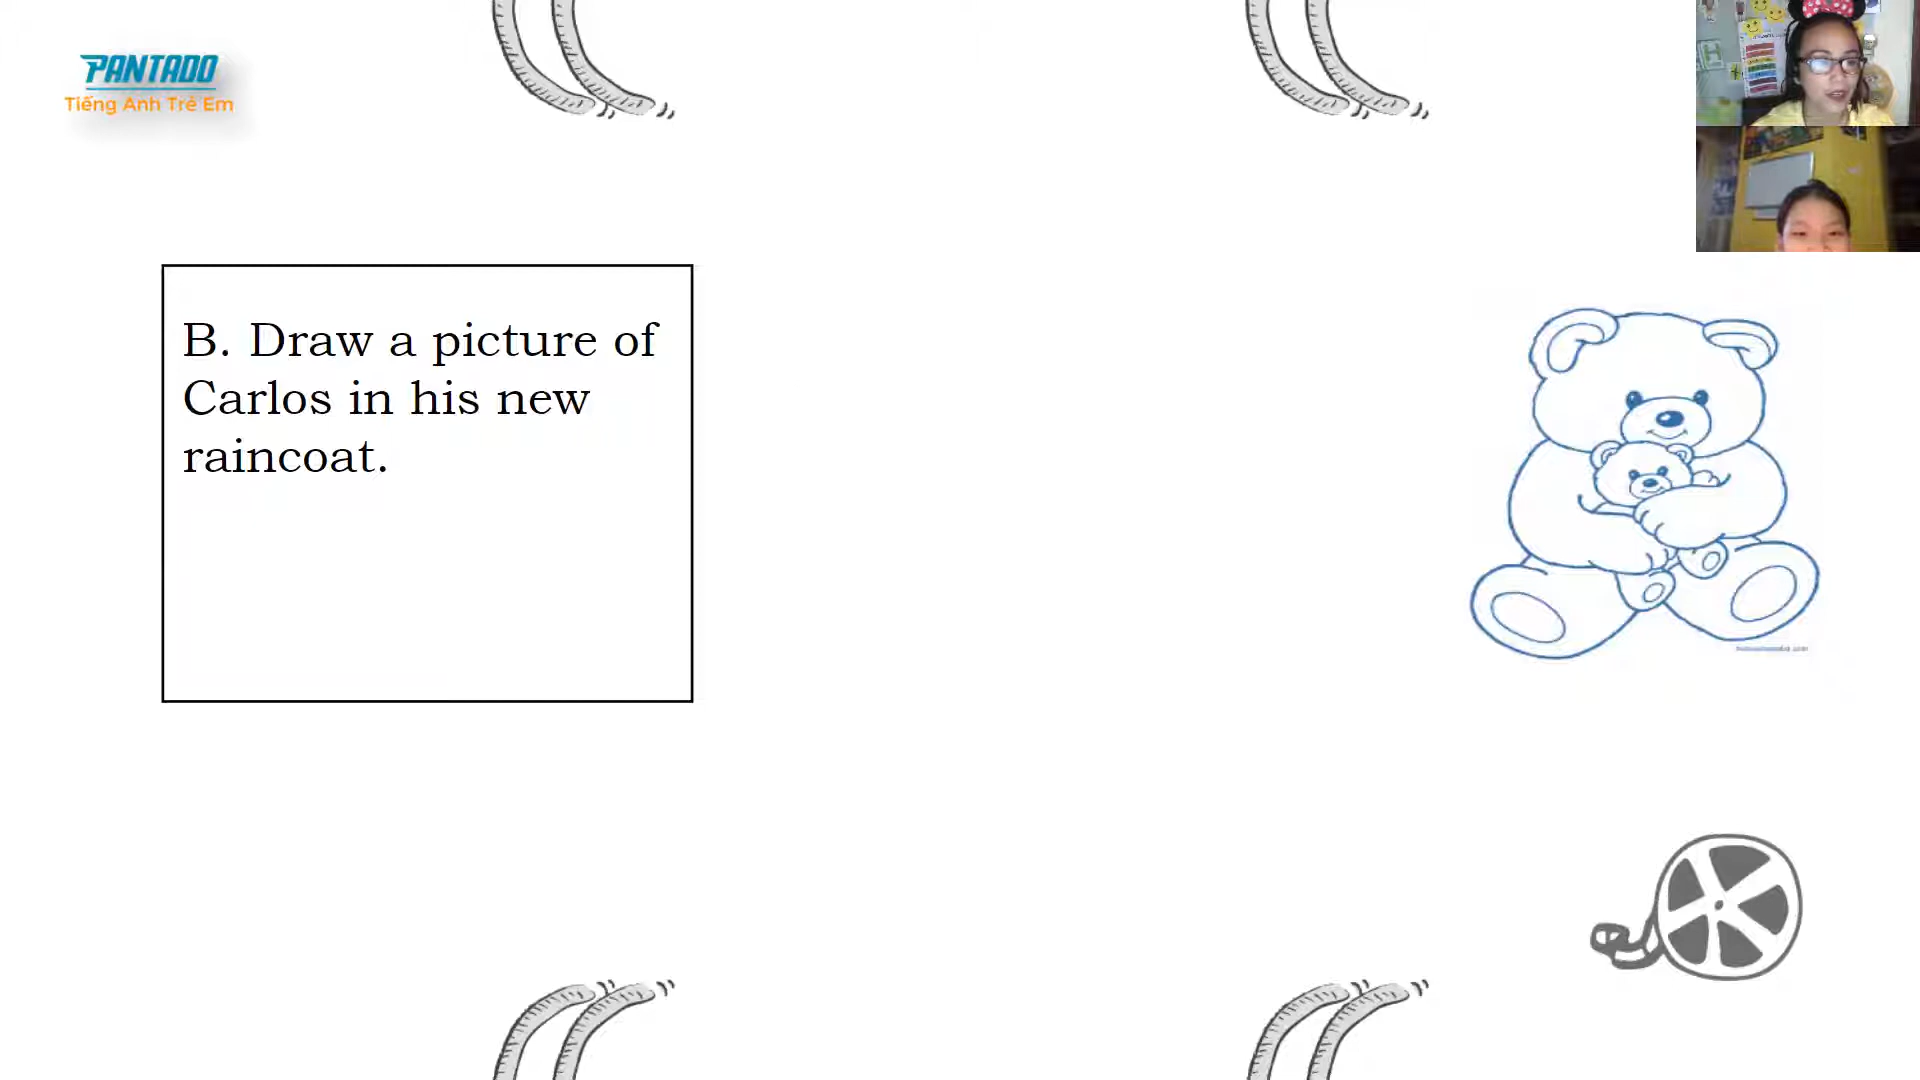 PANTADO
Tiếng Anh Trẻ Em
B. Draw a picture of
Carlos in his new
raincoat.